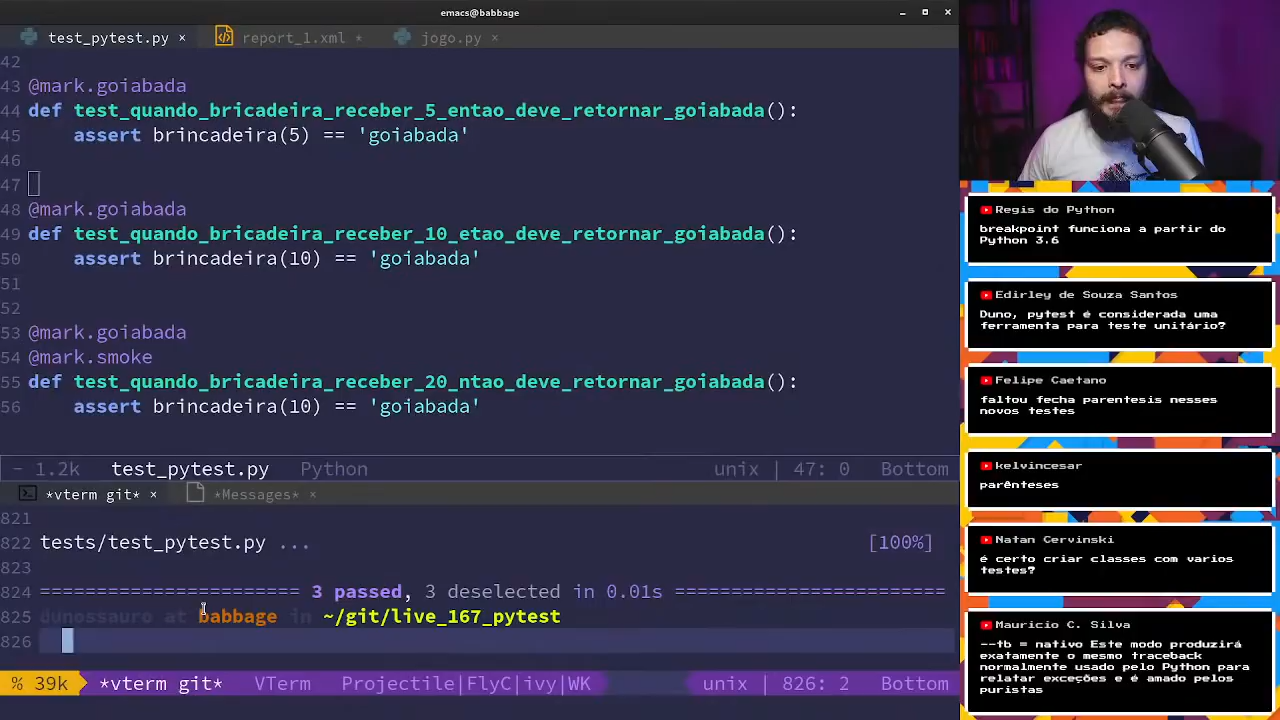 emacs@babbage
test_pytest.py ×
report_1.xml
jogo.py ×
42
43 @mark.goiabada
44 def test_quando_bricadeira_receber_5_entao_deve_retornar_goiabada():
45 assert brincadeira(5) == 'goiabada'
46
47
48 @mark.goiabada
49 def test_quando_bricadeira_receber_10_etao_deve_retornar_goiabada():
50 assert brincadeira(10) == 'goiabada'
51
52
53 @mark.goiabada
54 @mark.smoke
55 def test_quando_bricadeira_receber_20_ntao_deve_retornar_goiabada():
56 assert brincadeira(10) == 'goiabada'
- 1.2k test_pytest.py Python unix | 47: 0 Bottom
*vterm git* × *Messages* ×
821
822 tests/test_pytest.py ... [100%]
823
824 ======================= 3 passed, 3 deselected in 0.01s ========================
825 dunossauro at babbage in ~/git/live_167_pytest
826
% 39k *vterm git* VTerm Projectile|FlyC|ivy|WK unix | 826: 2 Bottom
Regis do Python
breakpoint funciona a partir do
Python 3.6
Edirley de Souza Santos
Duno, pytest é considerada uma
ferramenta para teste unitário?
Felipe Caetano
faltou fecha parentesis nesses
novos testes
kelvincesar
parênteses
Natan Cervinski
é certo criar classes com varios
testes?
Mauricio C. Silva
--tb = nativo Este modo produzirá
exatamente o mesmo traceback
normalmente usado pelo Python para
relatar exceções e é amado pelos
puristas